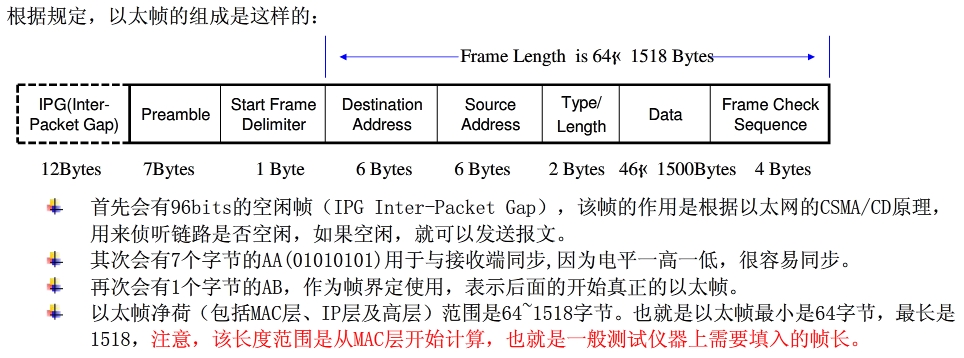 根据规定，以太帧的组成是这样的：
Frame Length is 64 1518 Bytes
IPG(Inter-Packet Gap) Preamble Start Frame Delimiter Destination Address Source Address Type/Length Data Frame Check Sequence
12Bytes 7Bytes 1 Byte 6 Bytes 6 Bytes 2 Bytes 46 1500Bytes 4 Bytes
首先会有96bits的空闲帧（IPG Inter-Packet Gap），该帧的作用是根据以太网的CSMA/CD原理，
用来侦听链路是否空闲，如果空闲，就可以发送报文。
其次会有7个字节的AA(01010101)用于与接收端同步,因为电平一高一低，很容易同步。
再次会有1个字节的AB，作为帧界定使用，表示后面的开始真正的以太帧。
以太帧净荷（包括MAC层、IP层及高层）范围是64~1518字节。也就是以太帧最小是64字节，最长是
1518，注意，该长度范围是从MAC层开始计算，也就是一般测试仪器上需要填入的帧长。